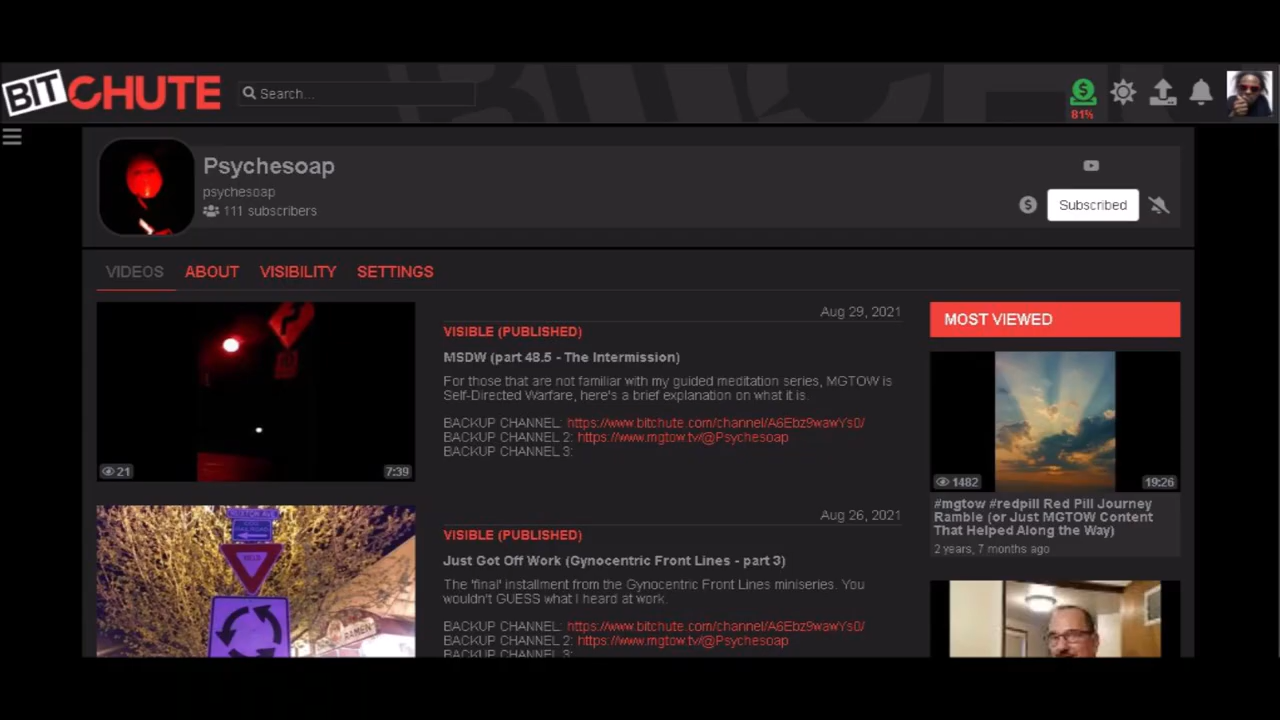 BITCHUTE
Search...
81%
Psychesoap
psychesoap
111 subscribers
Subscribed
VIDEOS ABOUT VISIBILITY SETTINGS
Aug 29, 2021
VISIBLE (PUBLISHED)
MSDW (part 48.5 - The Intermission)
For those that are not familiar with my guided meditation series, MGTOW is
Self-Directed Warfare, here's a brief explanation on what it is.
BACKUP CHANNEL: https://www.bitchute.com/channel/A6Ebz9wawYs0/
BACKUP CHANNEL 2: https://www.mgtow.tv/@Psychesoap
BACKUP CHANNEL 3:
21
7:39
Aug 26, 2021
VISIBLE (PUBLISHED)
Just Got Off Work (Gynocentric Front Lines - part 3)
The 'final' installment from the Gynocentric Front Lines miniseries. You
wouldn't GUESS what I heard at work.
BACKUP CHANNEL: https://www.bitchute.com/channel/A6Ebz9wawYs0/
BACKUP CHANNEL 2: https://www.mgtow.tv/@Psychesoap
BACKUP CHANNEL 3:
RAMEN
MOST VIEWED
1482
19:26
#mgtow #redpill Red Pill Journey
Ramble (or Just MGTOW Content
That Helped Along the Way)
2 years, 7 months ago